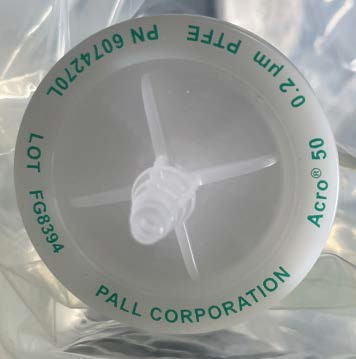 PALL CORPORATION
Acro® 50
0.2 µm PTFE
PN 6074270L
LOT FG8394